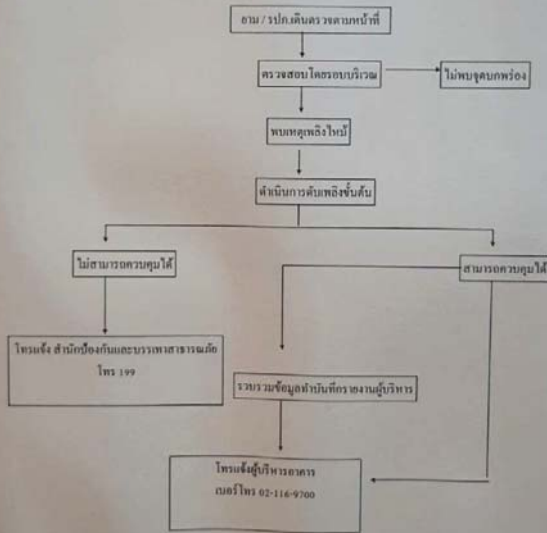 ยาม / รปภ.เดินตรวจตามหน้าที่
ตรวจสอบโดยรอบบริเวณ
ไม่พบจุดบกพร่อง
พบเหตุเพลิงไหม้
ดำเนินการดับเพลิงขั้นต้น
ไม่สามารถควบคุมได้
สามารถควบคุมได้
โทรแจ้ง สำนักป้องกันและบรรเทาสาธารณภัย
โทร 199
รวบรวมข้อมูลทำบันทึกรายงานผู้บริหาร
โทรแจ้งผู้บริหารอาคาร
เบอร์โทร 02-116-9700